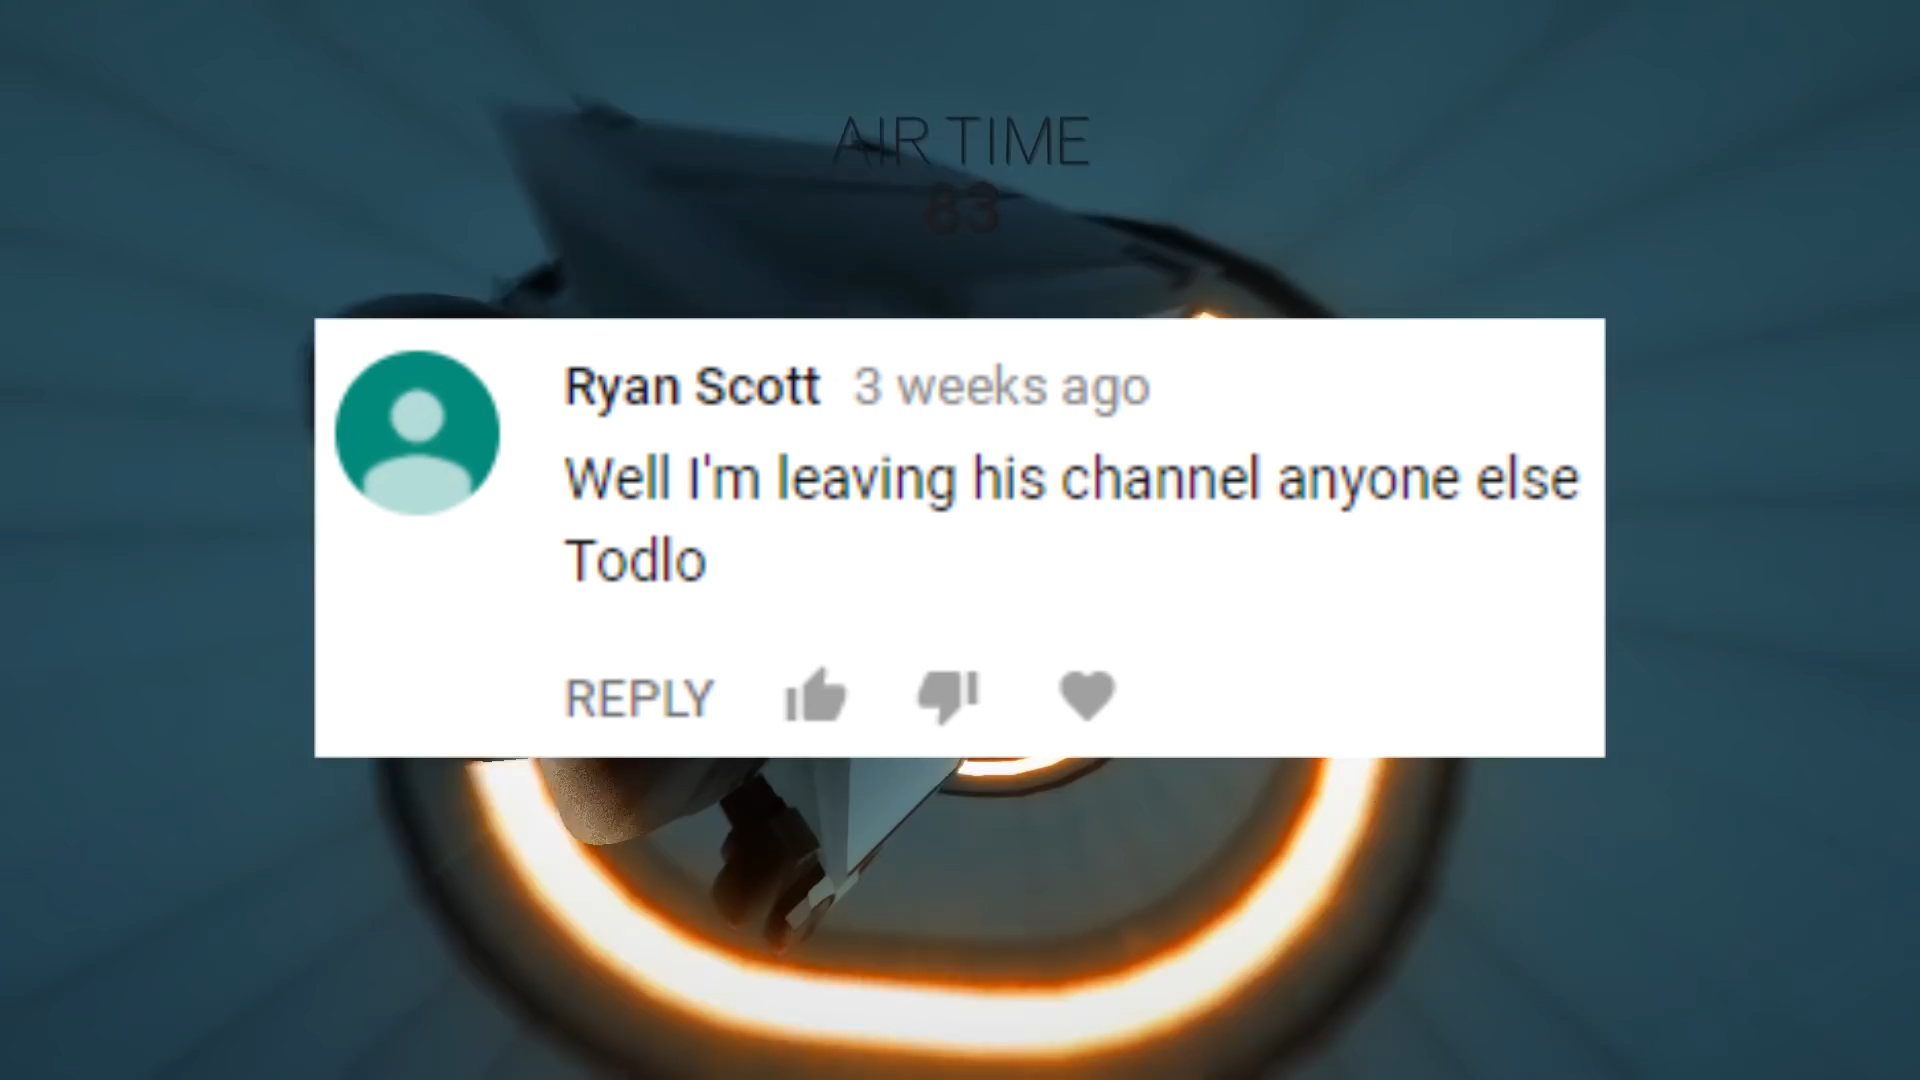 AIR TIME
83
Ryan Scott 3 weeks ago
Well I'm leaving his channel anyone else
Todlo
REPLY